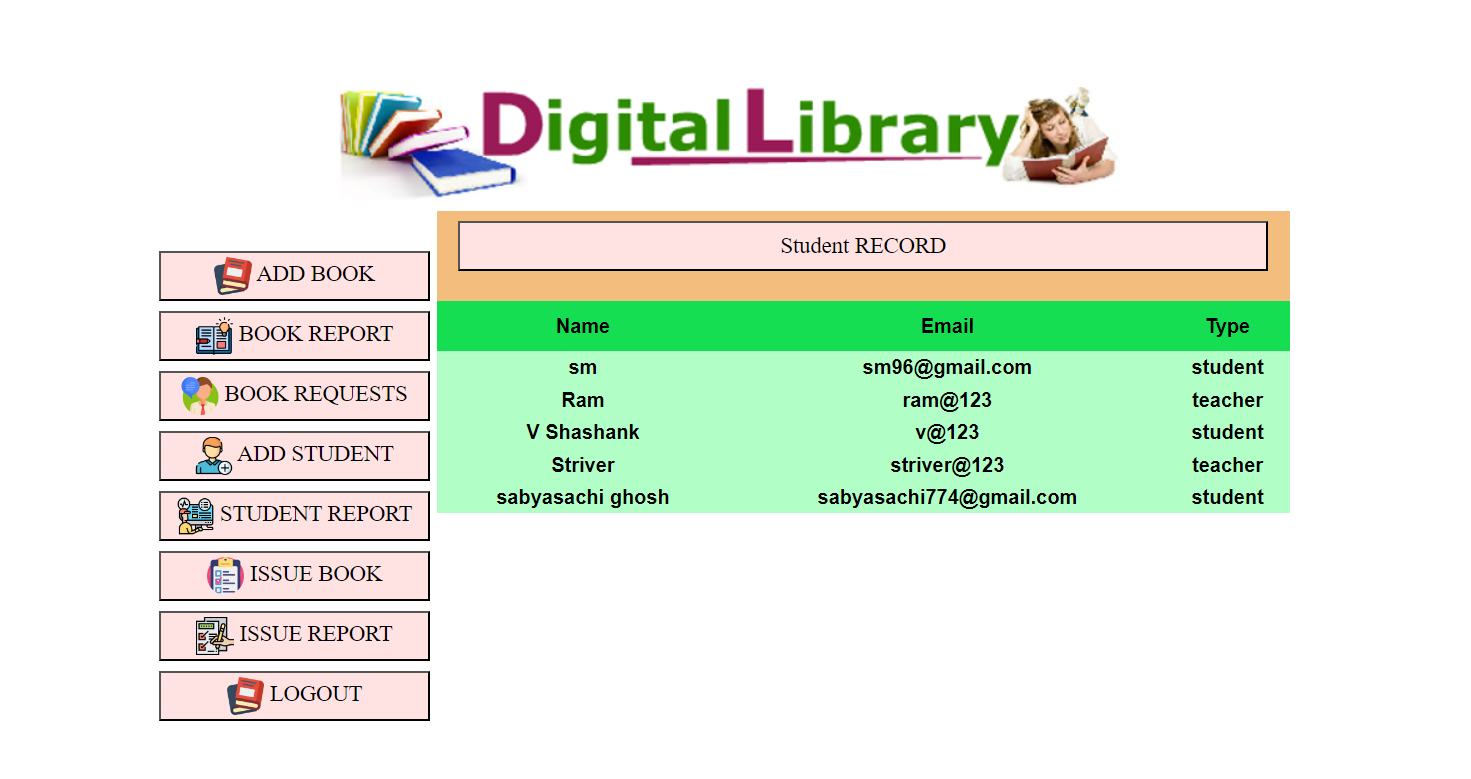 Digital Library
ADD BOOK
BOOK REPORT
BOOK REQUESTS
ADD STUDENT
STUDENT REPORT
ISSUE BOOK
ISSUE REPORT
LOGOUT
Student RECORD
Name Email Type
sm sm96@gmail.com student
Ram ram@123 teacher
V Shashank v@123 student
Striver striver@123 teacher
sabyasachi ghosh sabyasachi774@gmail.com student